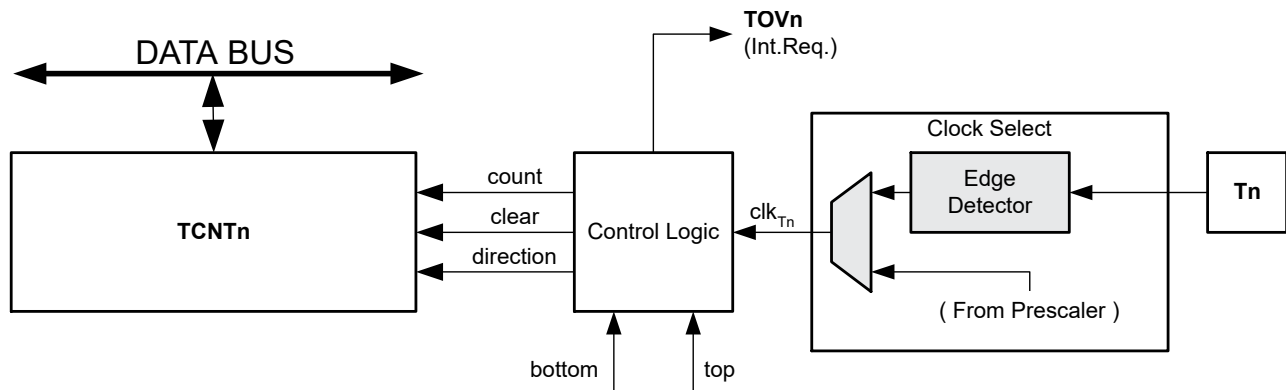 TOVn
(Int.Req.)
DATA BUS
Clock Select
count
clear
direction
TCNTn
Control Logic
clkTn
Edge
Detector
Tn
( From Prescaler )
bottom
top